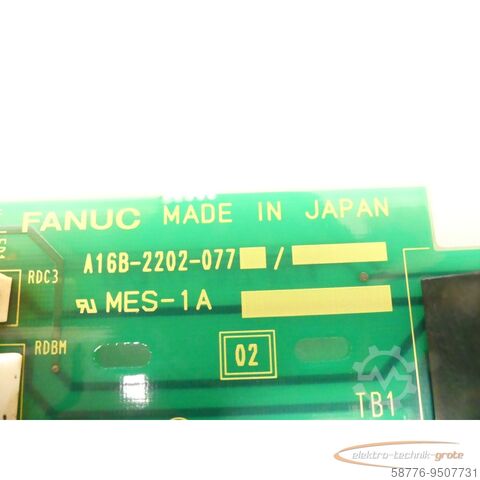 FANUC MADE IN JAPAN
A16B-2202-077 /
RDC3
MES-1A
RDBM
02
TB1
elektro-technik-grote
58776-9507731